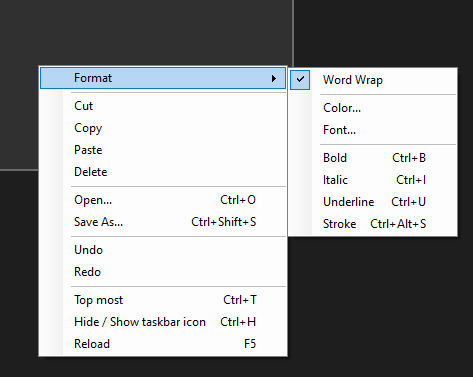 Format
Cut
Copy
Paste
Delete
Open... Ctrl+O
Save As... Ctrl+Shift+S
Undo
Redo
Top most Ctrl+T
Hide / Show taskbar icon Ctrl+H
Reload F5
Word Wrap
Color...
Font...
Bold Ctrl+B
Italic Ctrl+I
Underline Ctrl+U
Stroke Ctrl+Alt+S